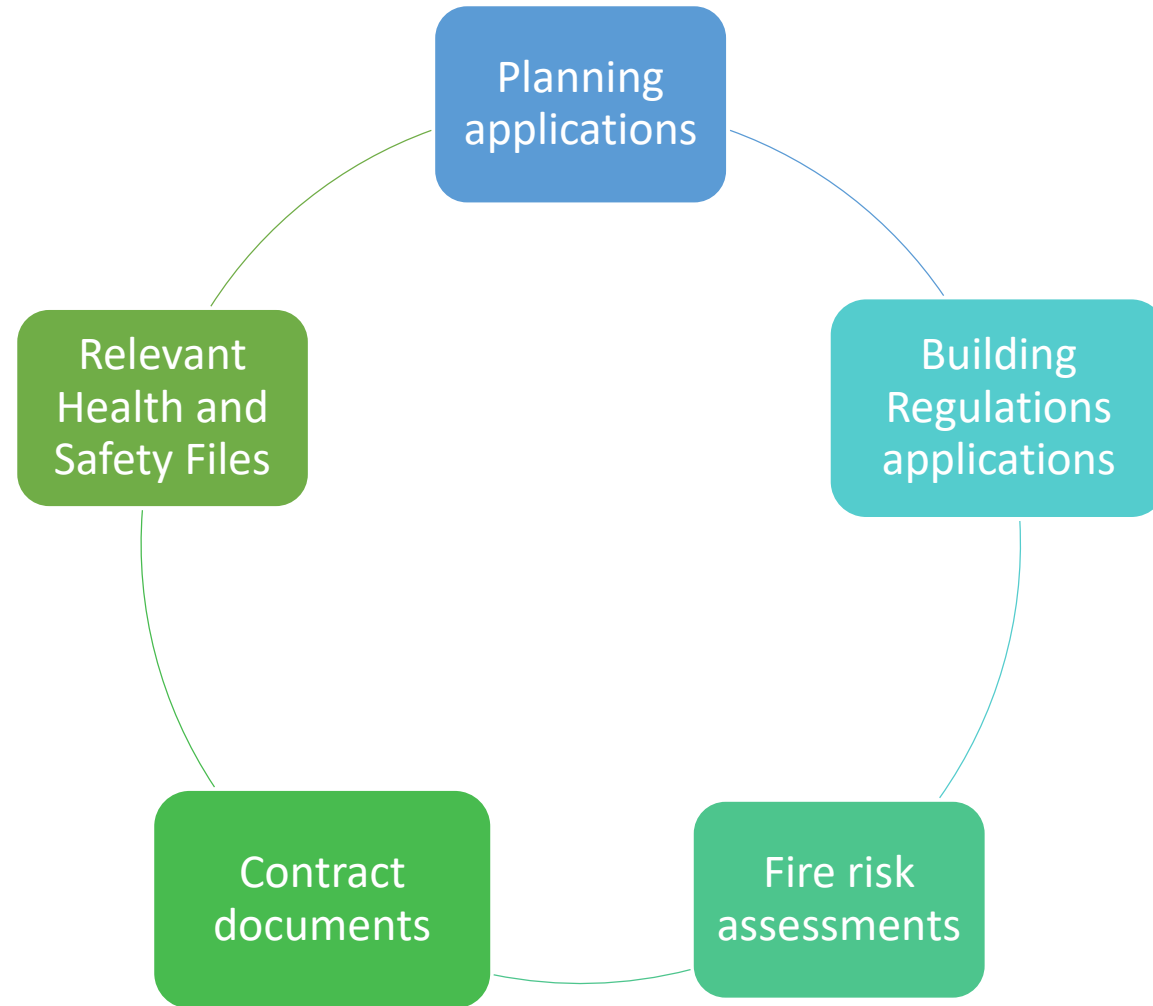 Planning
applications
Building
Regulations
applications
Fire risk
assessments
Contract
documents
Relevant
Health and
Safety Files